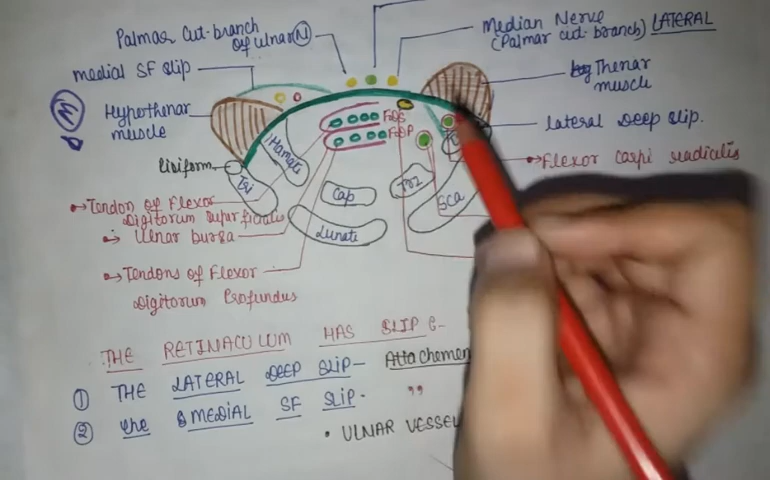 Palmar cut-branch
of ulnar N
Median Nerve
(Palmar cut-branch) LATERAL
medial SF slip
Thenar
muscle
M
Hypothenar
muscle
lateral Deep slip.
FDS
FDP
Hamate
Flexor carpi radialis
Pisiform
Tri
Trz
Cap
Sca
Lunate
Tendon of Flexor
Digitorum Superficialis
Ulnar bursa
Tendons of Flexor
Digitorum Profundus
THE RETINACULUM HAS SLIP
① THE LATERAL DEEP SLIP- Attachemen
② the MEDIAL SF SLIP- ,,
• ULNAR VESSEL